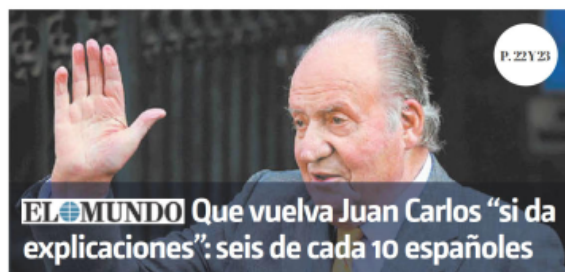 P. 22 Y 23
EL MUNDO Que vuelva Juan Carlos “si da
explicaciones”: seis de cada 10 españoles